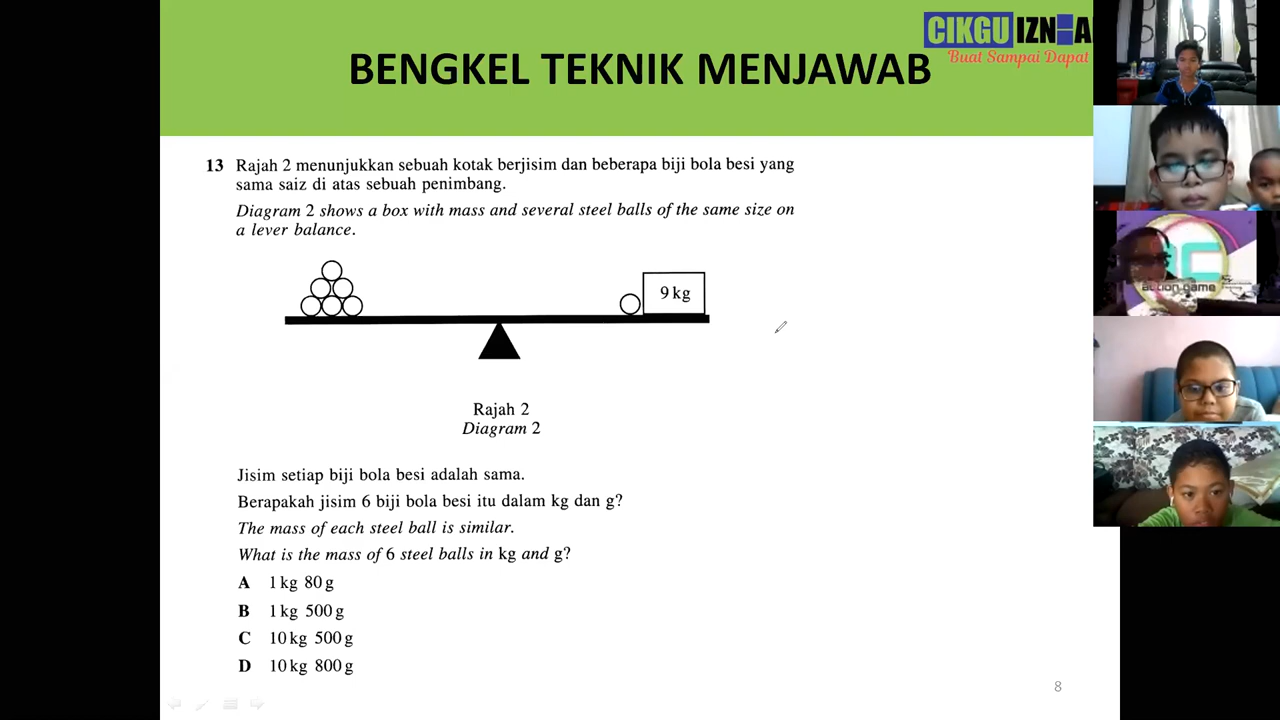 CIKGU IZN
Buat Sampai Dapat
BENGKEL TEKNIK MENJAWAB
13 Rajah 2 menunjukkan sebuah kotak berjisim dan beberapa biji bola besi yang
sama saiz di atas sebuah penimbang.
Diagram 2 shows a box with mass and several steel balls of the same size on
a lever balance.
9 kg
Rajah 2
Diagram 2
Jisim setiap biji bola besi adalah sama.
Berapakah jisim 6 biji bola besi itu dalam kg dan g?
The mass of each steel ball is similar.
What is the mass of 6 steel balls in kg and g?
A 1 kg 80 g
B 1 kg 500 g
C 10 kg 500 g
D 10 kg 800 g
8
action game